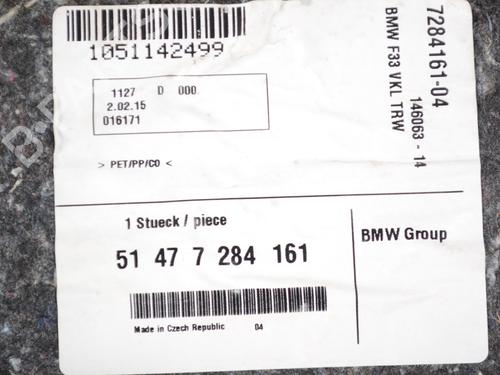 1051142499
1127 D 000
2.02.15
016171
> PET/PP/CO <
7284161-04
146063 - 14
BMW F33 VKL TRW
1 Stueck / piece
51 47 7 284 161
BMW Group
Made in Czech Republic 04